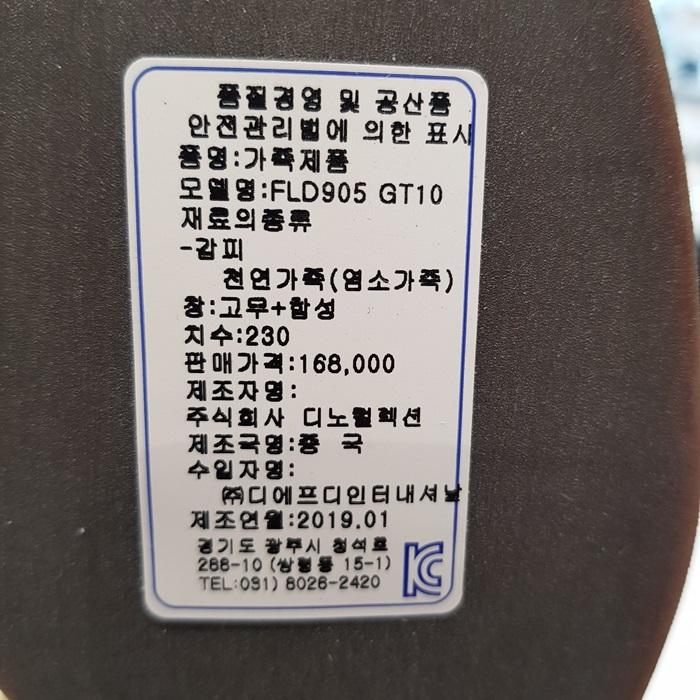 품질경영 및 공산품
안전관리법에 의한 표시
품명:가죽제품
모델명:FLD905 GT10
재료의종류
-갑피
천연가죽(염소가죽)
창:고무+합성
치수:230
판매가격:168,000
제조자명:
주식회사 디노컬렉션
제조국명:중 국
수입자명:
㈜디에프디인터내셔날
제조연월:2019.01
경기도 광주시 청석로
268-10 (쌍령동 15-1)
TEL:031) 8026-2420
KC